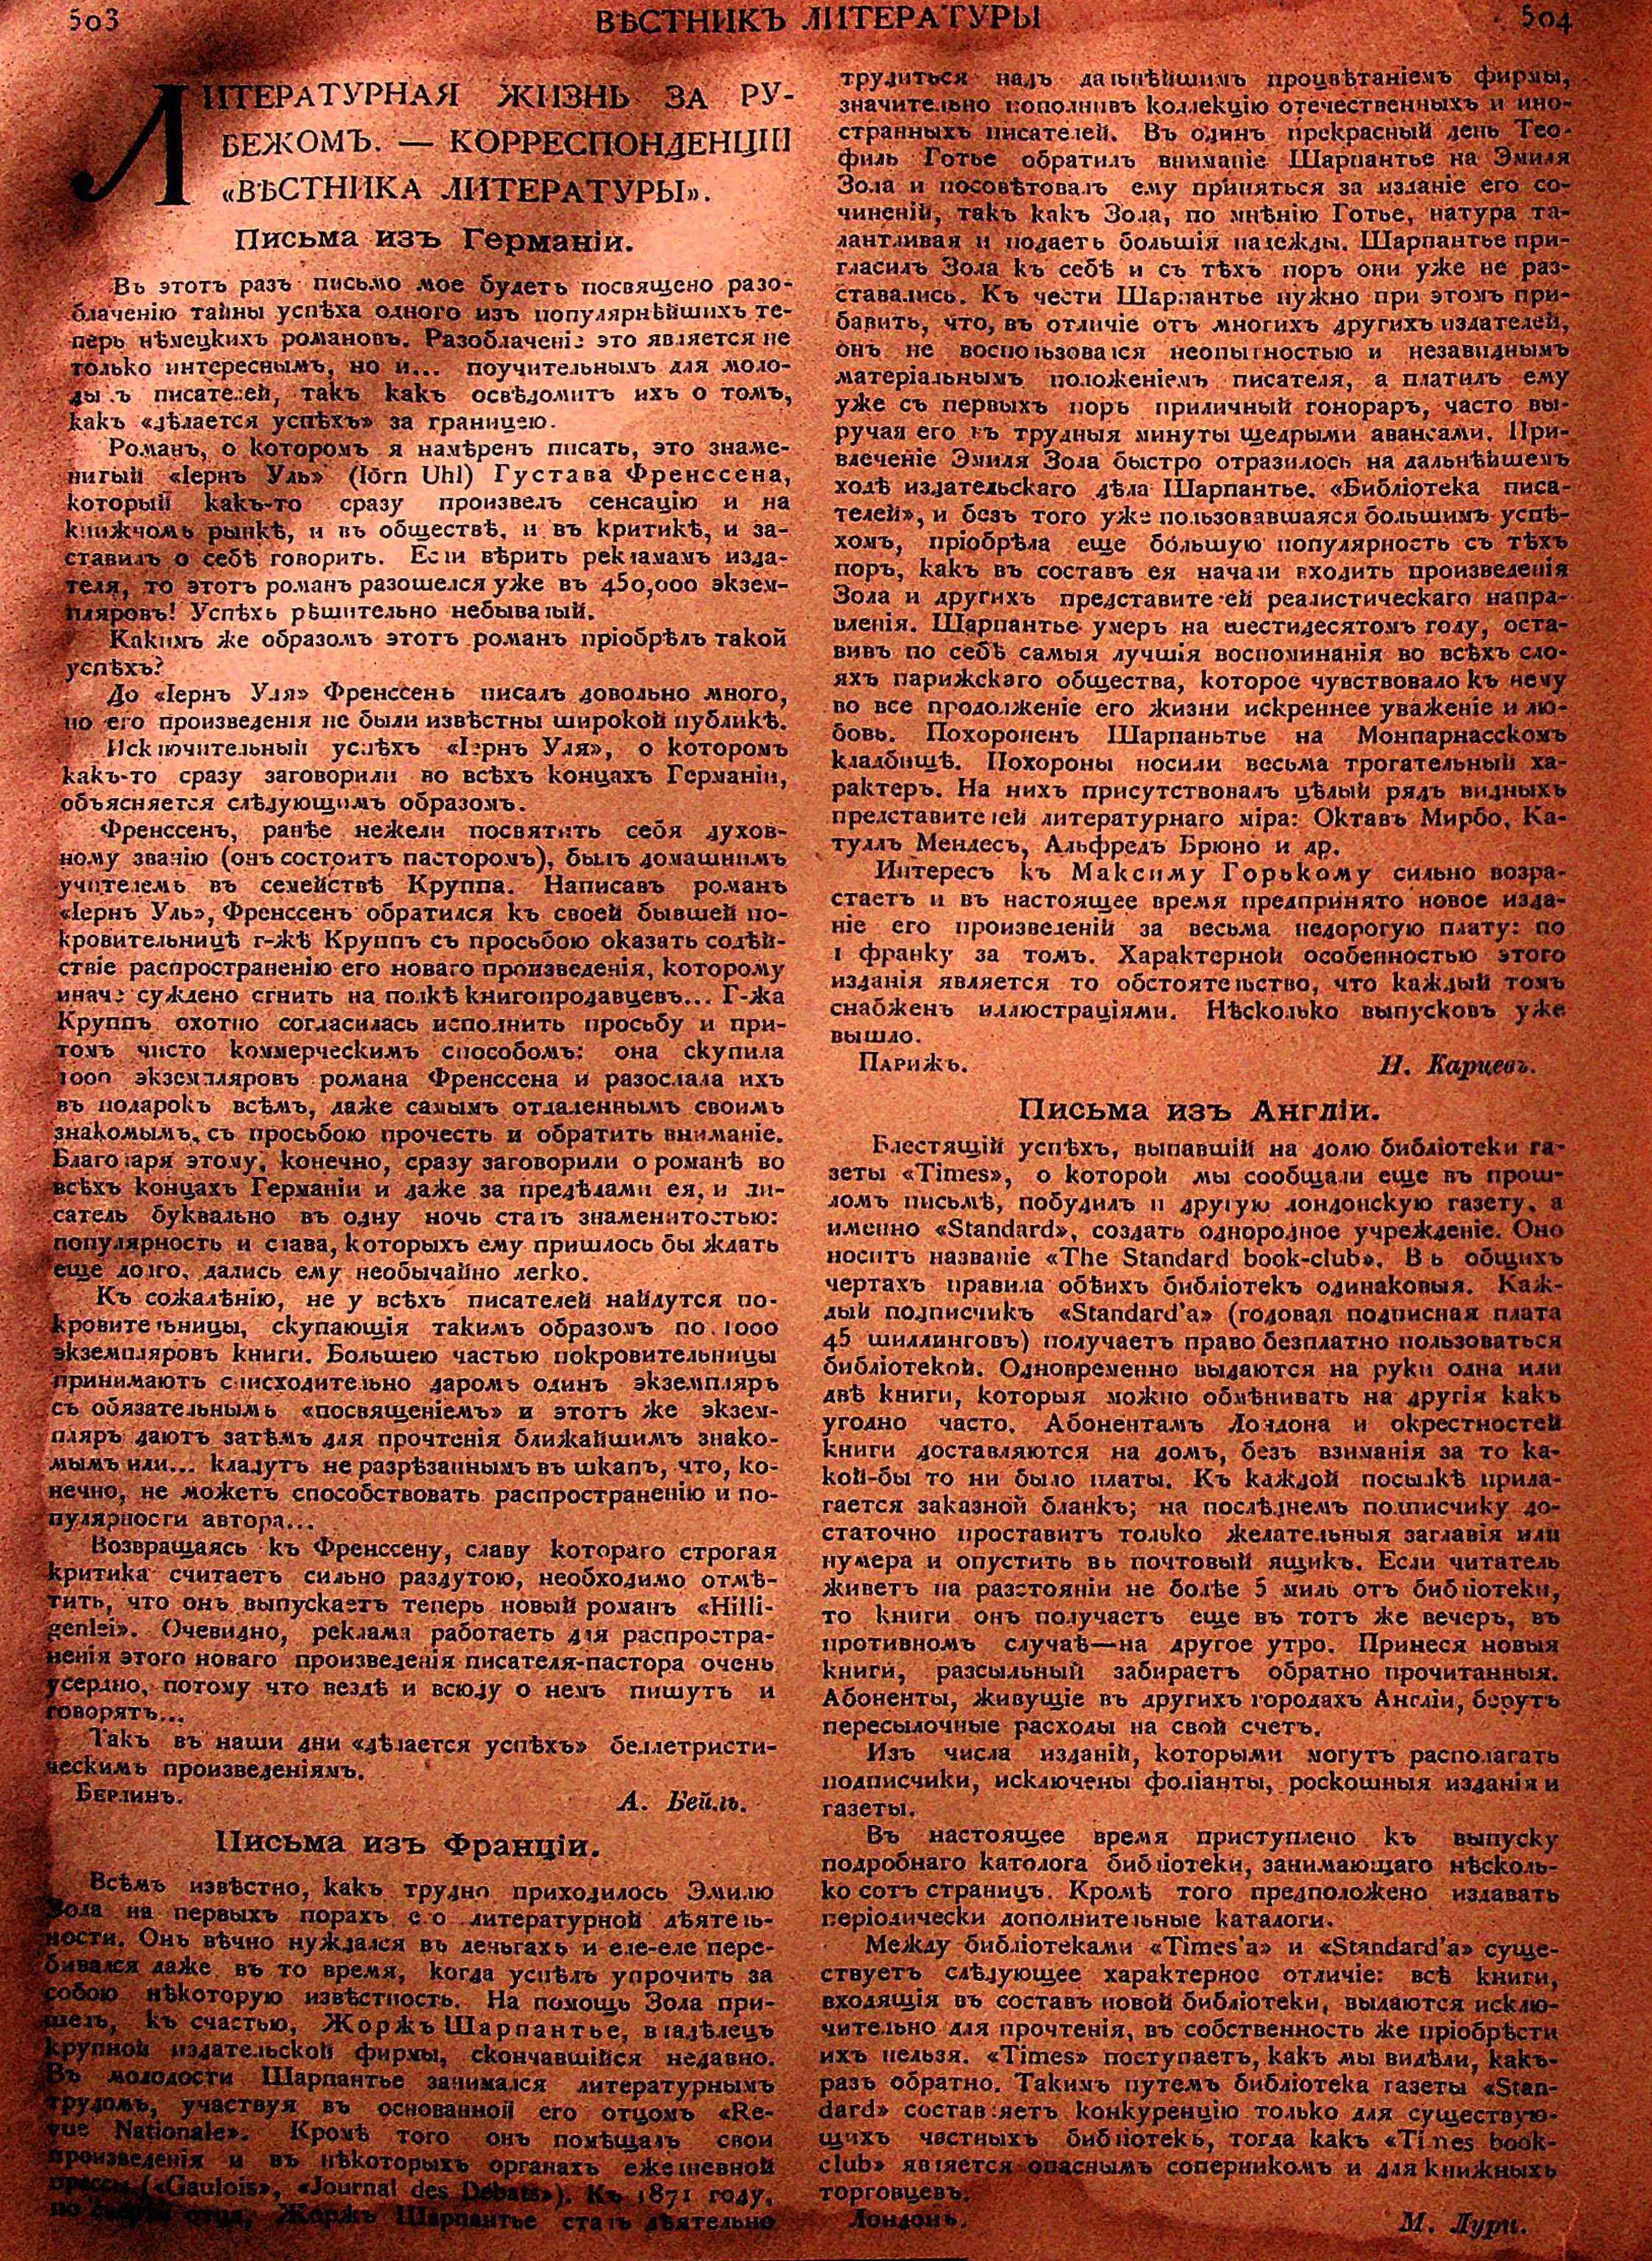 503
ВѢСТНИКЪ ЛИТЕРАТУРЫ
504
ЛИТЕРАТУРНАЯ ЖИЗНЬ ЗА РУ-
БЕЖОМЪ. — КОРРЕСПОНДЕНЦІИ
«ВѢСТНИКА ЛИТЕРАТУРЫ».
Письма изъ Германіи.
Въ этотъ разъ письмо мое будетъ посвящено разо-
блаченію тайны успѣха одного изъ популярнѣйшихъ те-
перь нѣмецкихъ романовъ. Разоблаченіе это является не
только интереснымъ, но и... поучительнымъ для моло-
дыхъ писателей, такъ какъ освѣдомитъ ихъ о томъ,
какъ «дѣлается успѣхъ» за границею.
Романъ, о которомъ я намѣренъ писать, это знаме-
нитый «Іернъ Уль» (Iörn Uhl) Густава Френссена,
который какъ-то сразу произвелъ сенсацію и на
книжномъ рынкѣ, и въ обществѣ, и въ критикѣ, и за-
ставилъ о себѣ говорить. Если вѣрить рекламамъ изда-
теля, то этотъ романъ разошелся уже въ 450,000 экзем-
пляровъ! Успѣхъ рѣшительно небывалый.
Какимъ же образомъ этотъ романъ пріобрѣлъ такой
успѣхъ?
До «Іернъ Уля» Френссенъ писалъ довольно много,
но его произведенія не были извѣстны широкой публикѣ.
Исключительный успѣхъ «Іернъ Уля», о которомъ
какъ-то сразу заговорили во всѣхъ концахъ Германіи,
объясняется слѣдующимъ образомъ.
Френссенъ, ранѣе нежели посвятить себя духов-
ному званію (онъ состоитъ пасторомъ), былъ домашнимъ
учителемъ въ семействѣ Круппа. Написавъ романъ
«Іернъ Уль», Френссенъ обратился къ своей бывшей по-
кровительницѣ г-жѣ Круппъ съ просьбою оказать содѣй-
ствіе распространенію его новаго произведенія, которому
иначе суждено сгнить на полкѣ книгопродавцевъ... Г-жа
Круппъ охотно согласилась исполнить просьбу и при-
томъ чисто коммерческимъ способомъ: она скупила
1000 экземпляровъ романа Френссена и разослала ихъ
въ подарокъ всѣмъ, даже самымъ отдаленнымъ своимъ
знакомымъ, съ просьбою прочесть и обратить вниманіе.
Благодаря этому, конечно, сразу заговорили о романѣ во
всѣхъ концахъ Германіи и даже за предѣлами ея, и пи-
сатель буквально въ одну ночь сталъ знаменитостью:
популярность и слава, которыхъ ему пришлось бы ждать
еще долго, дались ему необычайно легко.
Къ сожалѣнію, не у всѣхъ писателей найдутся по-
кровительницы, скупающія такимъ образомъ по 1000
экземпляровъ книги. Большею частью покровительницы
принимаютъ снисходительно даромъ одинъ экземпляръ
съ обязательнымъ «посвященіемъ» и этотъ же экзем-
пляръ даютъ затѣмъ для прочтенія ближайшимъ знако-
мымъ или... кладутъ не разрѣзаннымъ въ шкапъ, что, ко-
нечно, не можетъ способствовать распространенію и по-
пулярности автора...
Возвращаясь къ Френссену, славу котораго строгая
критика считаетъ сильно раздутою, необходимо отмѣ-
тить, что онъ выпускаетъ теперь новый романъ «Hilli-
genlei». Очевидно, реклама работаетъ для распростра-
ненія этого новаго произведенія писателя-пастора очень
усердно, потому что вездѣ и всюду о немъ пишутъ и
говорятъ...
Такъ въ наши дни «дѣлается успѣхъ» беллетристи-
ческимъ произведеніямъ.
Берлинъ.
А. Бейль.
Письма изъ Франціи.
Всѣмъ извѣстно, какъ трудно приходилось Эмилю
Зола на первыхъ порахъ его литературной дѣятель-
ности. Онъ вѣчно нуждался въ деньгахъ и еле-еле пере-
бивался даже въ то время, когда успѣлъ упрочить за
собою нѣкоторую извѣстность. На помощь Зола при-
шелъ, къ счастью, Жоржъ Шарпантье, владѣлецъ
крупной издательской фирмы, скончавшійся недавно.
Въ молодости Шарпантье занимался литературнымъ
трудомъ, участвуя въ основанной его отцомъ «Re-
vue Nationale». Кромѣ того онъ помѣщалъ свои
произведенія и въ нѣкоторыхъ органахъ ежедневной
прессы («Gaulois», «Journal des Débats»). Къ 1871 году,
по смерти отца, Жоржъ Шарпантье сталъ дѣятельно
трудиться надъ дальнѣйшимъ процвѣтаніемъ фирмы,
значительно пополнивъ коллекцію отечественныхъ и ино-
странныхъ писателей. Въ одинъ прекрасный день Тео-
филь Готье обратилъ вниманіе Шарпантье на Эмиля
Зола и посовѣтовалъ ему приняться за изданіе его со-
чиненій, такъ какъ Зола, по мнѣнію Готье, натура та-
лантливая и подаетъ большія надежды. Шарпантье при-
гласилъ Зола къ себѣ и съ тѣхъ поръ они уже не раз-
ставались. Къ чести Шарпантье нужно при этомъ при-
бавить, что, въ отличіе отъ многихъ другихъ издателей,
онъ не воспользовался неопытностью и незавиднымъ
матеріальнымъ положеніемъ писателя, а платилъ ему
уже съ первыхъ поръ приличный гонораръ, часто вы-
ручая его въ трудныя минуты щедрыми авансами. При-
влеченіе Эмиля Зола быстро отразилось на дальнѣйшемъ
ходѣ издательскаго дѣла Шарпантье. «Библіотека писа-
телей», и безъ того уже пользовавшаяся большимъ успѣ-
хомъ, пріобрѣла еще бо́льшую популярность съ тѣхъ
поръ, какъ въ составъ ея начали входить произведенія
Зола и другихъ представителей реалистическаго напра-
вленія. Шарпантье умеръ на шестидесятомъ году, оста-
вивъ по себѣ самыя лучшія воспоминанія во всѣхъ сло-
яхъ парижскаго общества, которое чувствовало къ нему
во все продолженіе его жизни искреннее уваженіе и лю-
бовь. Похороненъ Шарпаньтье на Монпарнасскомъ
кладбищѣ. Похороны носили весьма трогательный ха-
рактеръ. На нихъ присутствовалъ цѣлый рядъ видныхъ
представителей литературнаго міра: Октавъ Мирбо, Ка-
туллъ Мендесъ, Альфредъ Брюно и др.
Интересъ къ Максиму Горькому сильно возра-
стаетъ и въ настоящее время предпринято новое изда-
ніе его произведеній за весьма недорогую плату: по
1 франку за томъ. Характерной особенностью этого
изданія является то обстоятельство, что каждый томъ
снабженъ иллюстраціями. Нѣсколько выпусковъ уже
вышло.
Парижъ.
Н. Карцевъ.
Письма изъ Англіи.
Блестящій успѣхъ, выпавшій на долю библіотеки га-
зеты «Times», о которой мы сообщали еще въ прош-
ломъ письмѣ, побудилъ и другую лондонскую газету, а
именно «Standard», создать однородное учрежденіе. Оно
носитъ названіе «The Standard book-club». Въ общихъ
чертахъ правила обѣихъ библіотекъ одинаковыя. Каж-
дый подписчикъ «Standard'a» (годовая подписная плата
45 шиллинговъ) получаетъ право безплатно пользоваться
библіотекой. Одновременно выдаются на руки одна или
двѣ книги, которыя можно обмѣнивать на другія какъ
угодно часто. Абонентамъ Лондона и окрестностей
книги доставляются на домъ, безъ взиманія за то ка-
кой-бы то ни было платы. Къ каждой посылкѣ прила-
гается заказной бланкъ; на послѣднемъ подписчику до-
статочно проставить только желательныя заглавія или
нумера и опустить въ почтовый ящикъ. Если читатель
живетъ на разстояніи не болѣе 5 миль отъ библіотеки,
то книги онъ получаетъ еще въ тотъ же вечеръ, въ
противномъ случаѣ—на другое утро. Принеся новыя
книги, разсыльный забираетъ обратно прочитанныя.
Абоненты, живущіе въ другихъ городахъ Англіи, берутъ
пересылочные расходы на свой счетъ.
Изъ числа изданій, которыми могутъ располагать
подписчики, исключены фоліанты, роскошныя изданія и
газеты.
Въ настоящее время приступлено къ выпуску
подробнаго католога библіотеки, занимающаго нѣсколь-
ко сотъ страницъ. Кромѣ того предположено издавать
періодически дополнительные каталоги.
Между библіотеками «Times'a» и «Standard'a» суще-
ствуетъ слѣдующее характерное отличіе: всѣ книги,
входящія въ составъ новой библіотеки, выдаются исклю-
чительно для прочтенія, въ собственность же пріобрѣсти
ихъ нельзя. «Times» поступаетъ, какъ мы видѣли, какъ-
разъ обратно. Такимъ путемъ библіотека газеты «Stan-
dard» составляетъ конкуренцію только для существую-
щихъ частныхъ библіотекъ, тогда какъ «Times book-
club» является опаснымъ соперникомъ и для книжныхъ
торговцевъ.
Лондонъ.
М. Лури.